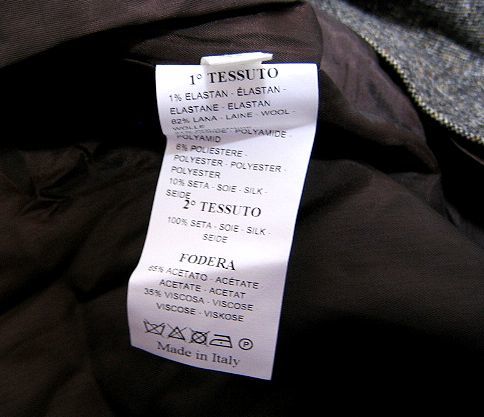 1° TESSUTO
1% ELASTAN - ÉLASTAN -
ELASTANE - ELASTAN
82% LANA - LAINE - WOOL -
WOLLE
POLYAMIDE -
POLYAMID
6% POLIESTERE -
POLYESTER - POLYESTER -
POLYESTER
10% SETA - SOIE - SILK -
SEIDE
2° TESSUTO
100% SETA - SOIE - SILK -
SEIDE
FODERA
65% ACETATO - ACÉTATE
ACETATE - ACETAT
35% VISCOSA - VISCOSE
VISCOSE - VISKOSE
P
Made in Italy